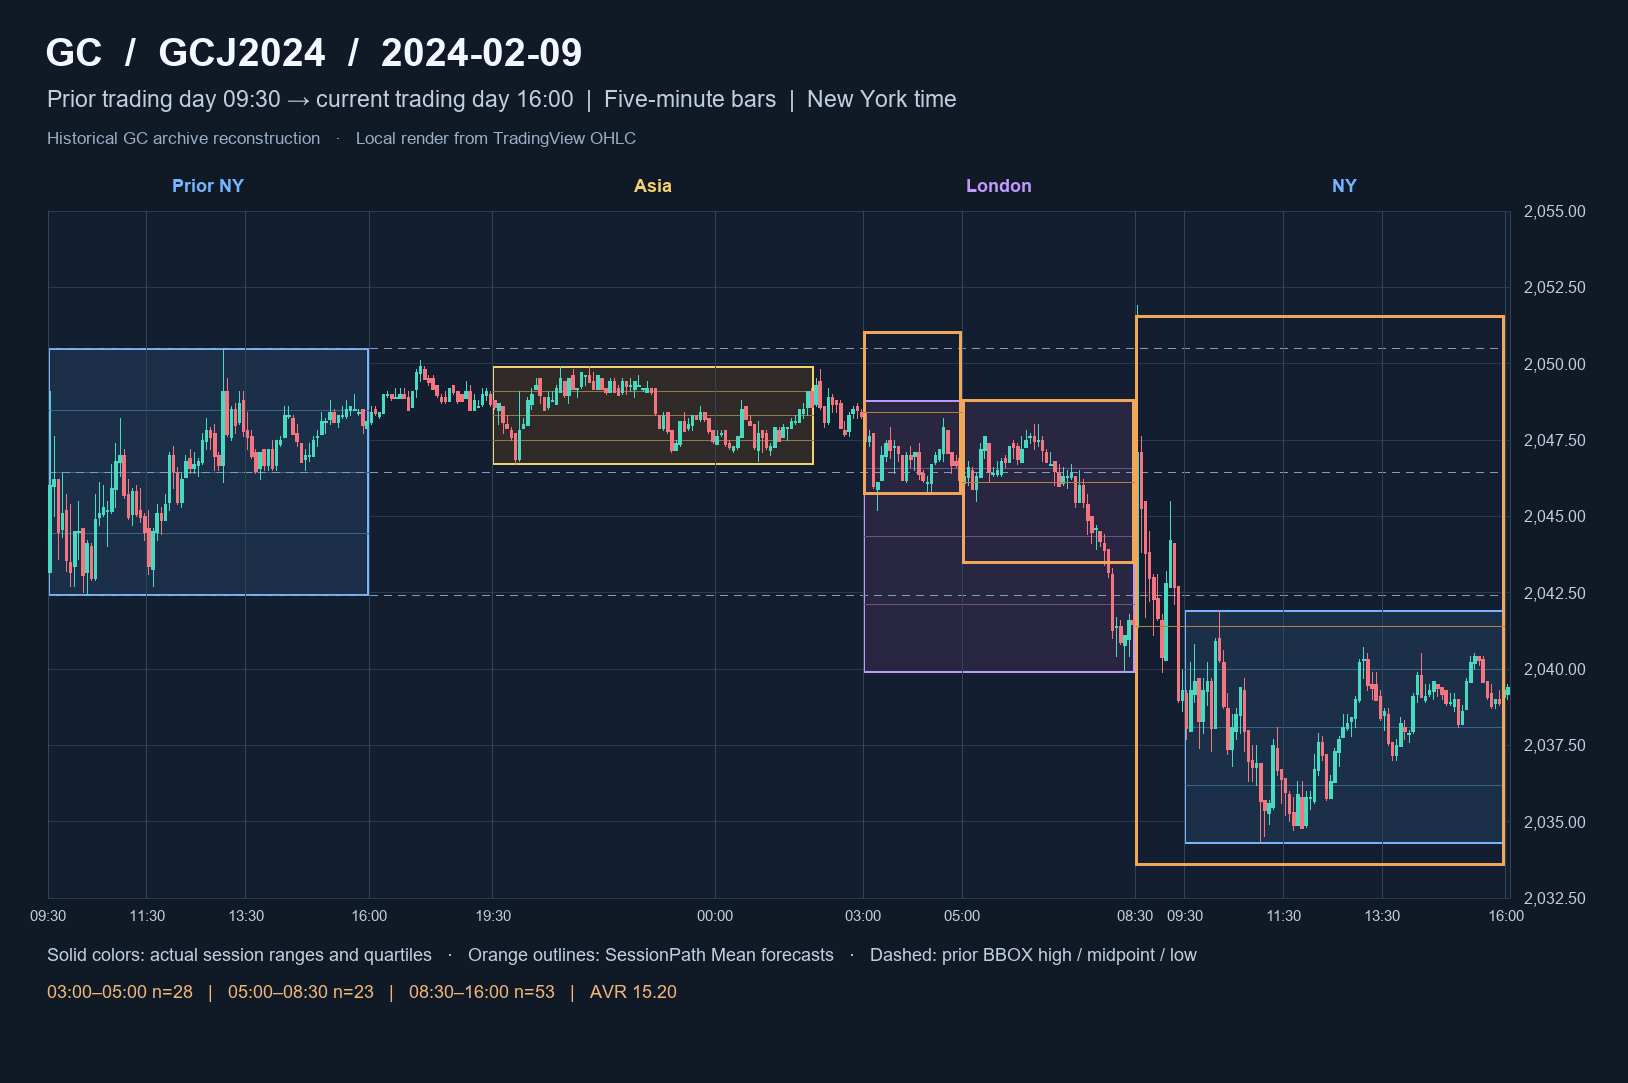 GC / GCJ2024 / 2024-02-09
Prior trading day 09:30 → current trading day 16:00 | Five-minute bars | New York time
Historical GC archive reconstruction · Local render from TradingView OHLC
Prior NY Asia London NY
2,055.00
2,052.50
2,050.00
2,047.50
2,045.00
2,042.50
2,040.00
2,037.50
2,035.00
2,032.50
09:30 11:30 13:30 16:00 19:30 00:00 03:00 05:00 08:30 09:30 11:30 13:30 16:00
Solid colors: actual session ranges and quartiles · Orange outlines: SessionPath Mean forecasts · Dashed: prior BBOX high / midpoint / low
03:00–05:00 n=28 | 05:00–08:30 n=23 | 08:30–16:00 n=53 | AVR 15.20